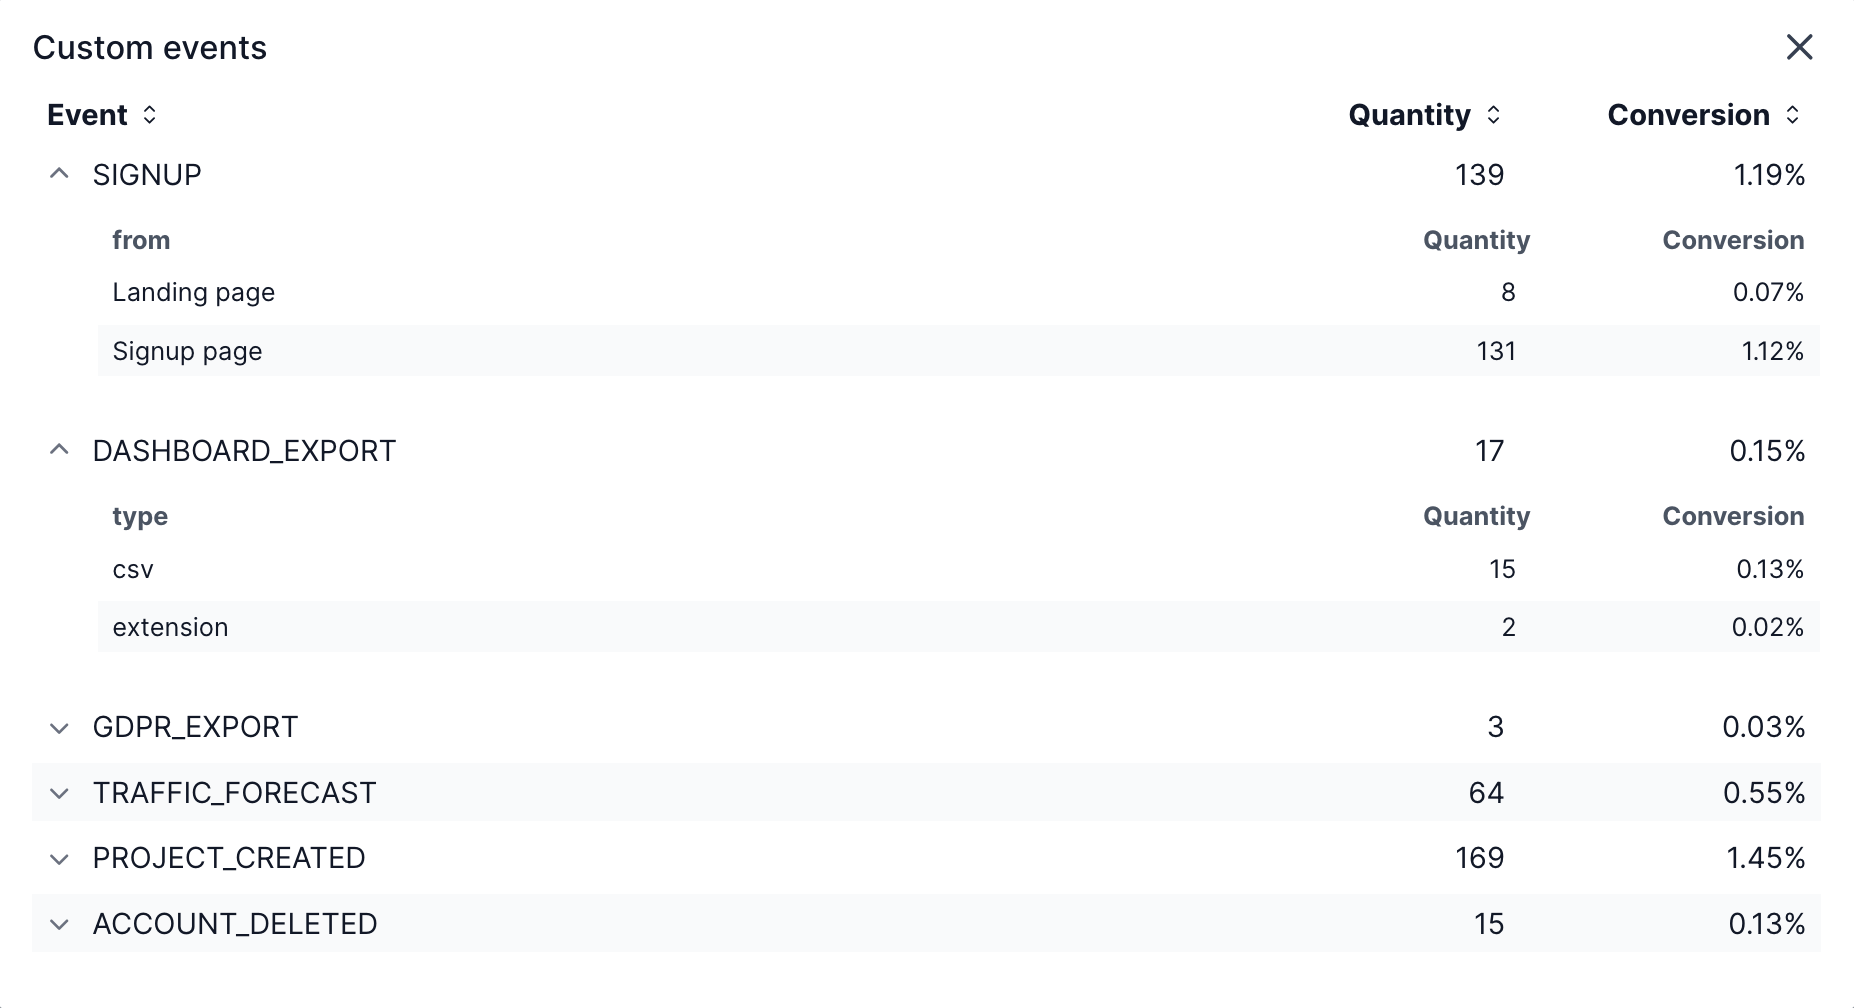 Custom events
Event Quantity Conversion
SIGNUP 139 1.19%
from Quantity Conversion
Landing page 8 0.07%
Signup page 131 1.12%
DASHBOARD_EXPORT 17 0.15%
type Quantity Conversion
csv 15 0.13%
extension 2 0.02%
GDPR_EXPORT 3 0.03%
TRAFFIC_FORECAST 64 0.55%
PROJECT_CREATED 169 1.45%
ACCOUNT_DELETED 15 0.13%